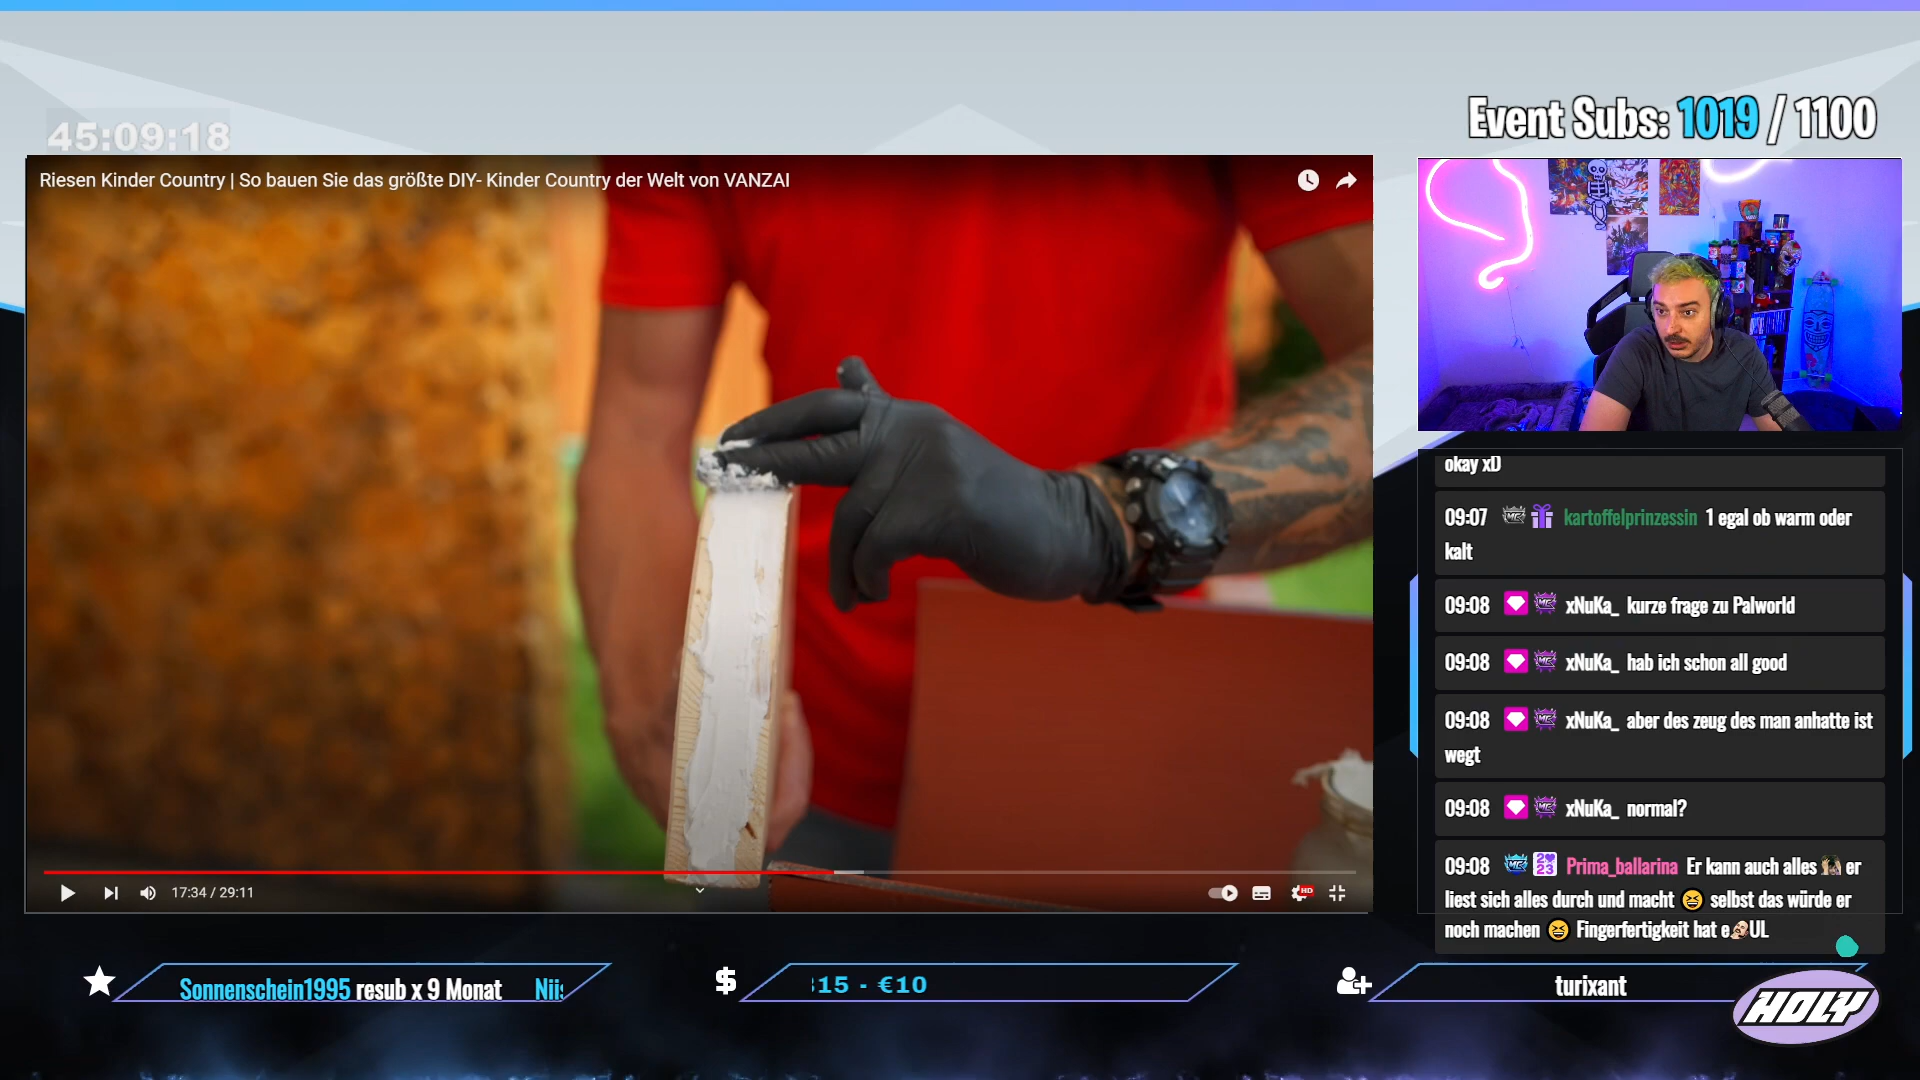 45:09:18
Event Subs: 1019 / 1100
Riesen Kinder Country | So bauen Sie das größte DIY- Kinder Country der Welt von VANZAI
okay xD
09:07 kartoffelprinzessin 1 egal ob warm oder
kalt
09:08 xNuKa_ kurze frage zu Palworld
09:08 xNuKa_ hab ich schon all good
09:08 xNuKa_ aber des zeug des man anhatte ist
wegt
09:08 xNuKa_ normal?
09:08 Prima_ballarina Er kann auch alles er
liest sich alles durch und macht 😆 selbst das würde er
noch machen 😆 Fingerfertigkeit hat e UL
17:34 / 29:11
HD
Sonnenschein1995 resub x 9 Monat
15 - €10
turixant
HOLY